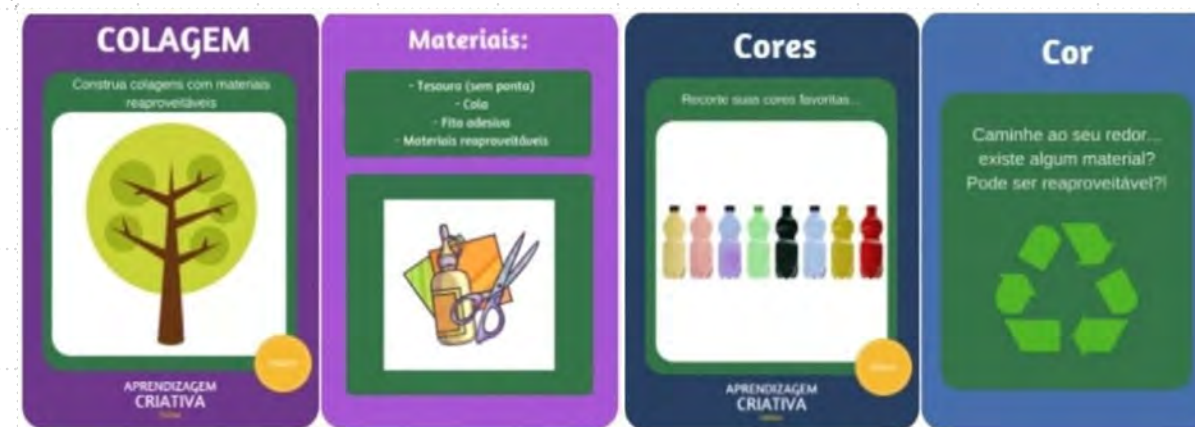 COLAGEM
Construa colagens com materiais
reaproveitáveis
APRENDIZAGEM
CRIATIVA
Materiais:
- Tesoura (sem ponta)
- Cola
- Fita adesiva
- Materiais reaproveitáveis
Cores
Recorte suas cores favoritas...
APRENDIZAGEM
CRIATIVA
Cor
Caminhe ao seu redor...
existe algum material?
Pode ser reaproveitável?!